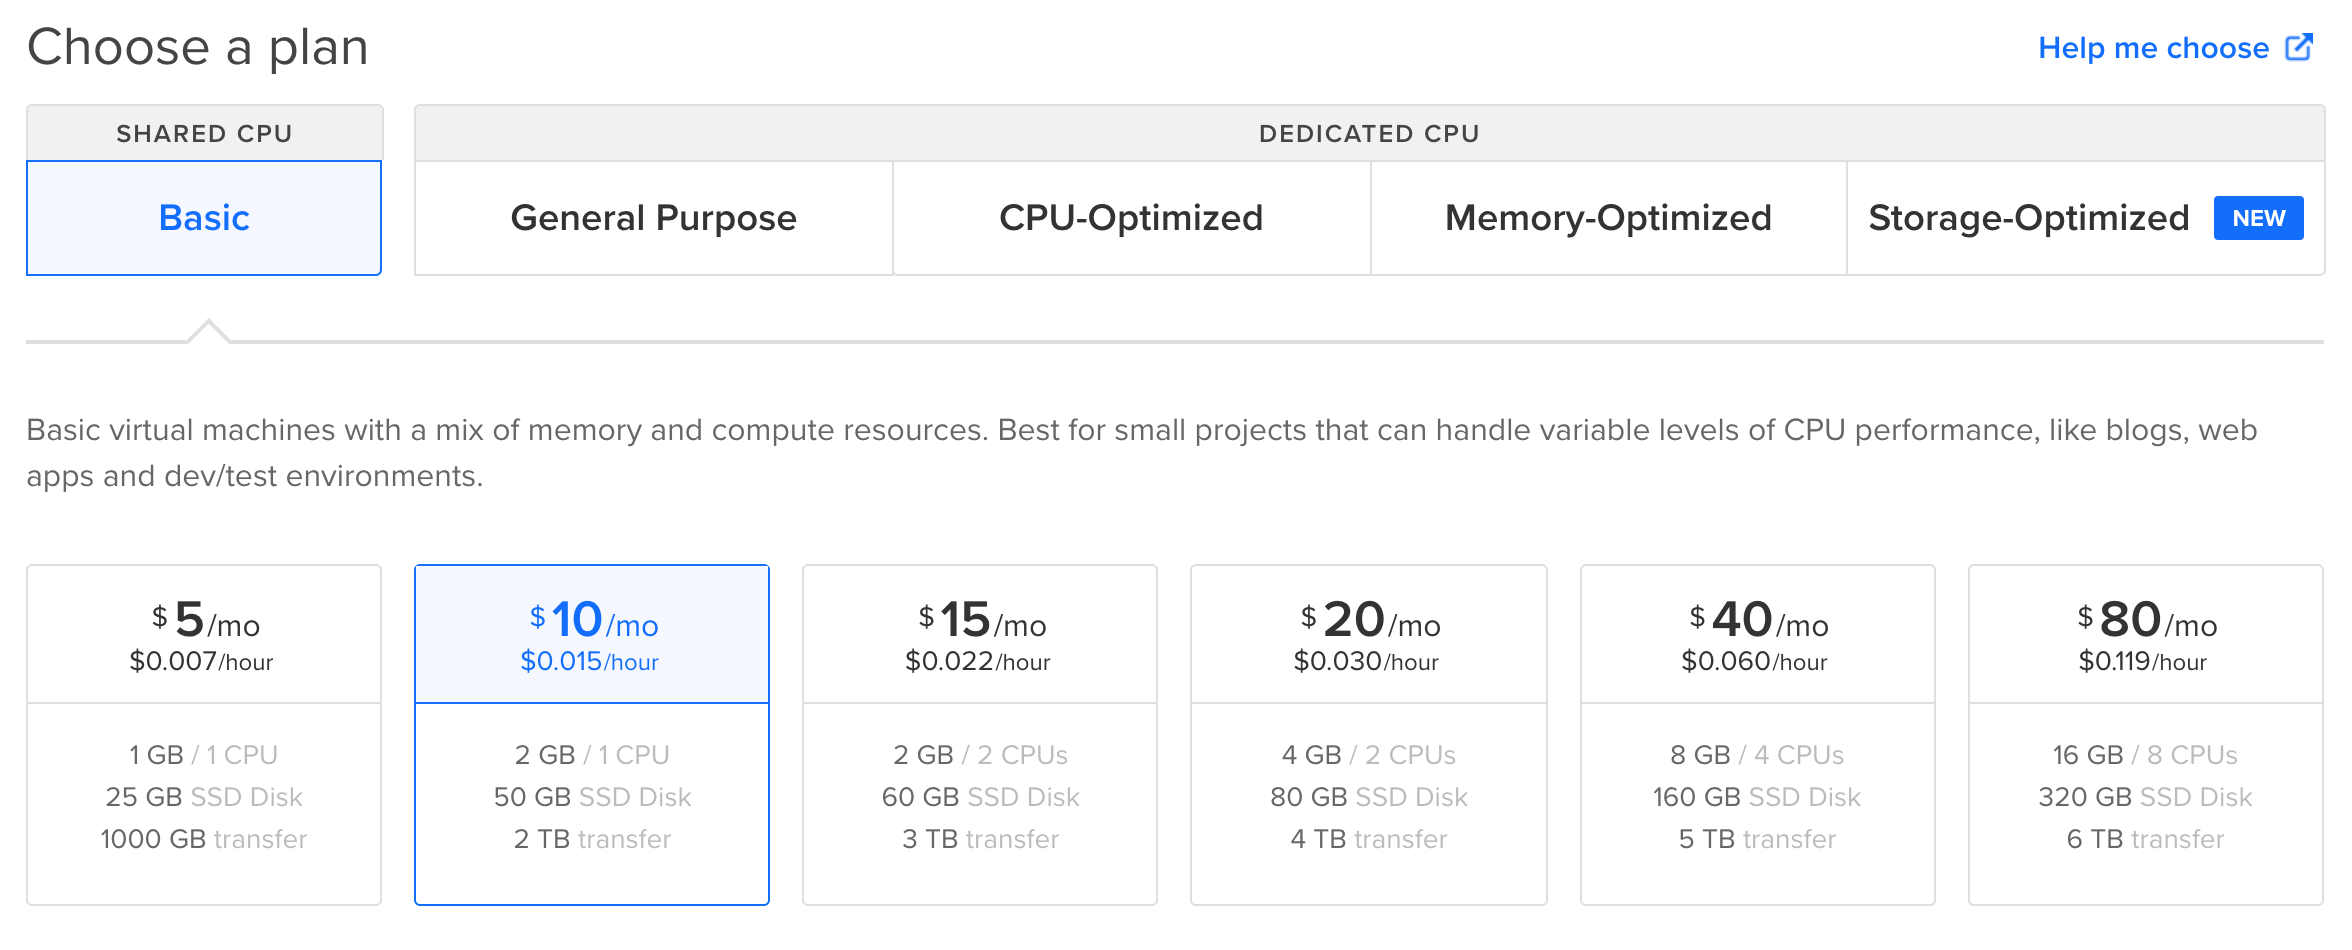 Choose a plan
Help me choose
SHARED CPU
DEDICATED CPU
Basic
General Purpose
CPU-Optimized
Memory-Optimized
Storage-Optimized NEW
Basic virtual machines with a mix of memory and compute resources. Best for small projects that can handle variable levels of CPU performance, like blogs, web
apps and dev/test environments.
$5/mo
$0.007/hour
1 GB / 1 CPU
25 GB SSD Disk
1000 GB transfer
$10/mo
$0.015/hour
2 GB / 1 CPU
50 GB SSD Disk
2 TB transfer
$15/mo
$0.022/hour
2 GB / 2 CPUs
60 GB SSD Disk
3 TB transfer
$20/mo
$0.030/hour
4 GB / 2 CPUs
80 GB SSD Disk
4 TB transfer
$40/mo
$0.060/hour
8 GB / 4 CPUs
160 GB SSD Disk
5 TB transfer
$80/mo
$0.119/hour
16 GB / 8 CPUs
320 GB SSD Disk
6 TB transfer